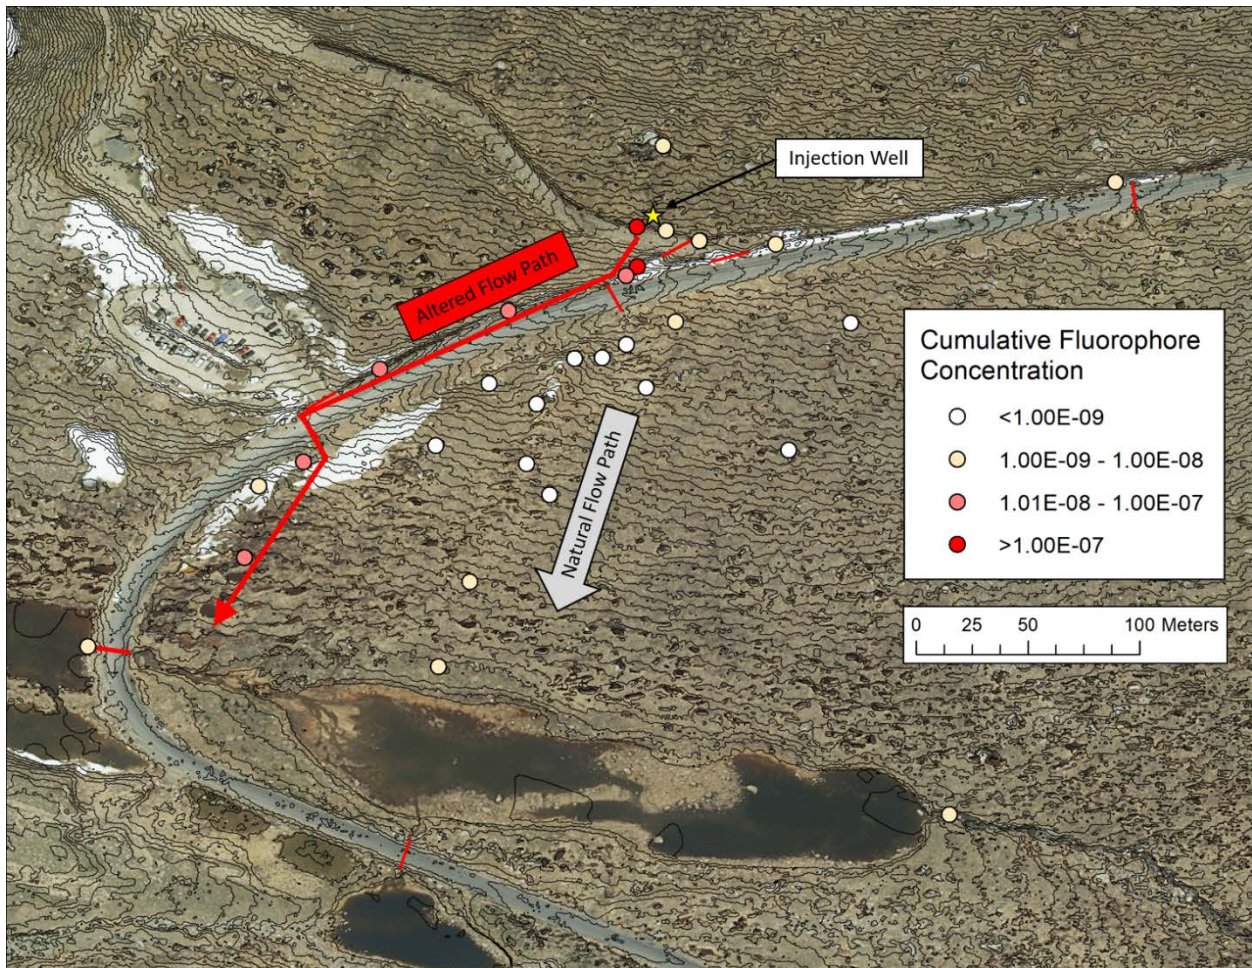 Injection Well
Altered Flow Path
Natural Flow Path
Cumulative Fluorophore
Concentration
<1.00E-09
1.00E-09 - 1.00E-08
1.01E-08 - 1.00E-07
>1.00E-07
0 25 50 100 Meters